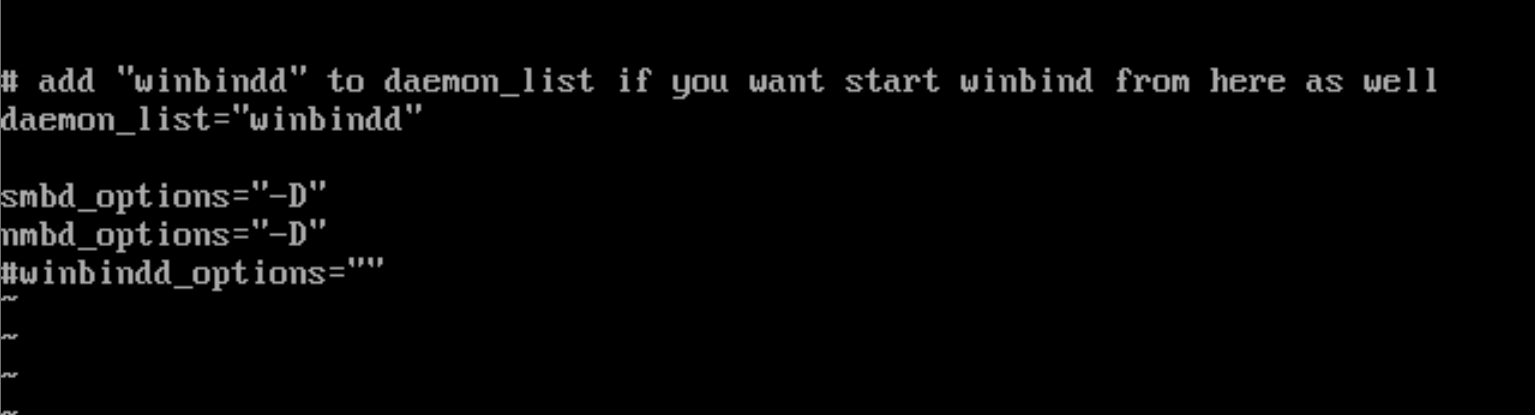 # add "winbindd" to daemon_list if you want start winbind from here as well
daemon_list="winbindd"
smbd_options="-D"
nmbd_options="-D"
#winbindd_options=""
~
~
~
~